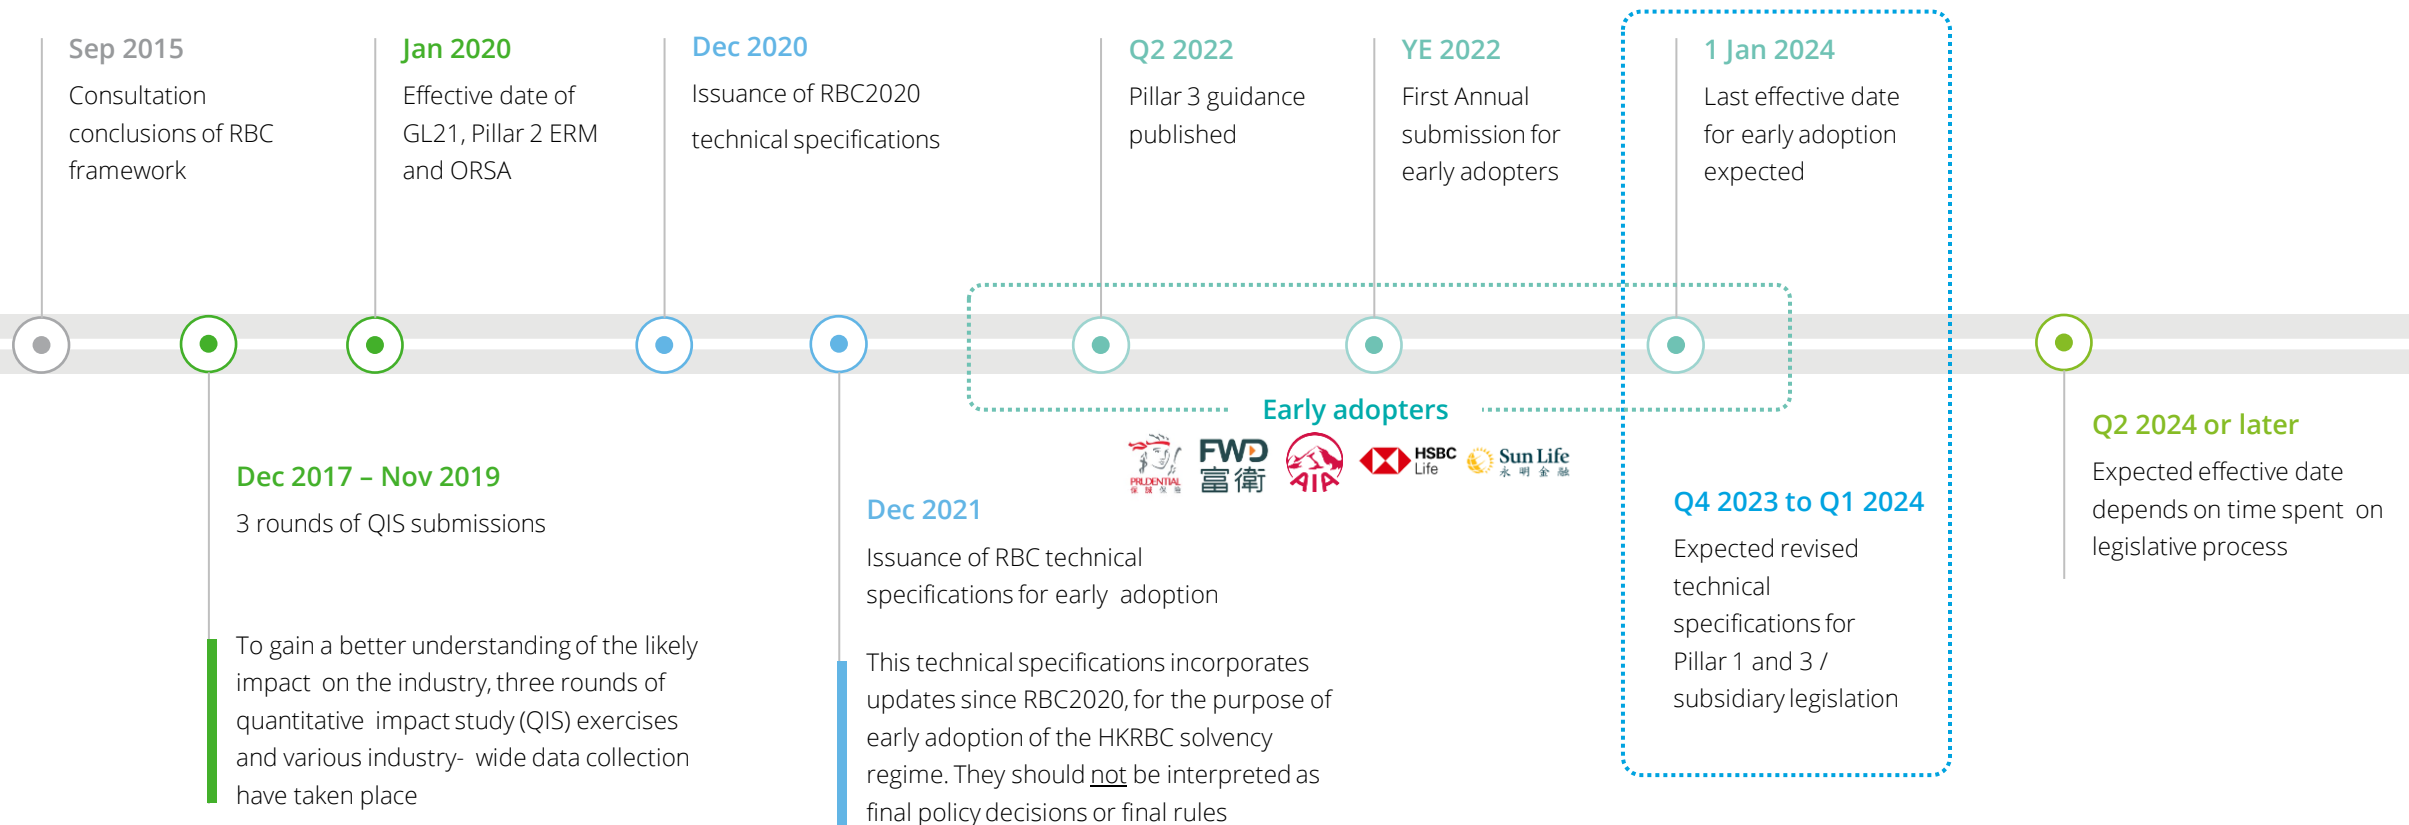 Sep 2015
Consultation
conclusions of RBC
framework
Jan 2020
Effective date of
GL21, Pillar 2 ERM
and ORSA
Dec 2020
Issuance of RBC2020
technical specifications
Q2 2022
Pillar 3 guidance
published
YE 2022
First Annual
submission for
early adopters
1 Jan 2024
Last effective date
for early adoption
expected
Early adopters
PRUDENTIAL
保誠保險
FWD
富衛
AIA
HSBC
Life
Sun Life
永明金融
Dec 2017 – Nov 2019
3 rounds of QIS submissions
To gain a better understanding of the likely
impact on the industry, three rounds of
quantitative impact study (QIS) exercises
and various industry- wide data collection
have taken place
Dec 2021
Issuance of RBC technical
specifications for early adoption
This technical specifications incorporates
updates since RBC2020, for the purpose of
early adoption of the HKRBC solvency
regime. They should not be interpreted as
final policy decisions or final rules
Q4 2023 to Q1 2024
Expected revised
technical
specifications for
Pillar 1 and 3 /
subsidiary legislation
Q2 2024 or later
Expected effective date
depends on time spent on
legislative process